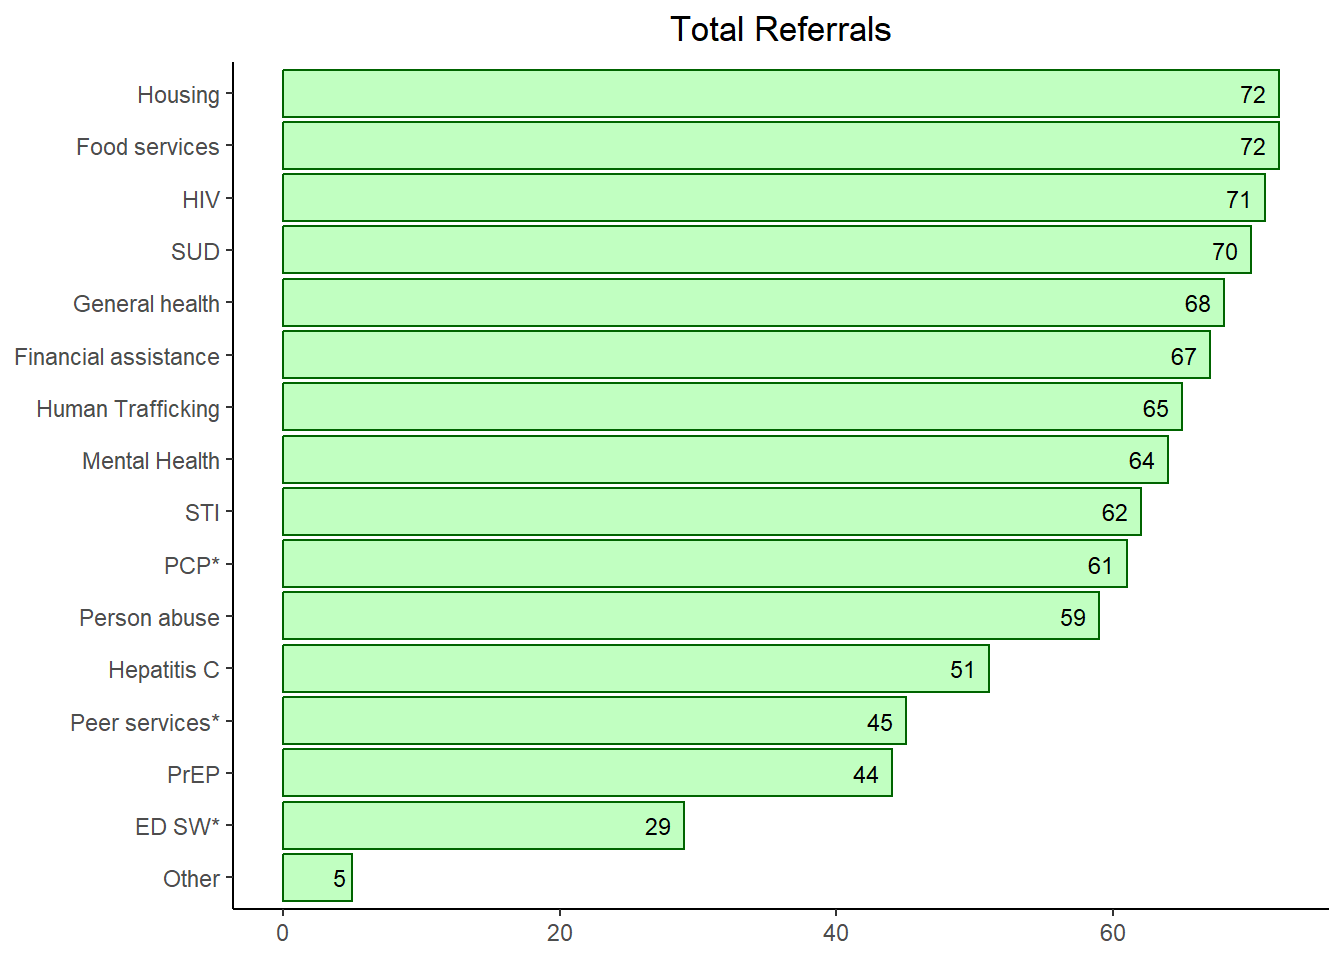 Total Referrals
Housing 72
Food services 72
HIV 71
SUD 70
General health 68
Financial assistance 67
Human Trafficking 65
Mental Health 64
STI 62
PCP* 61
Person abuse 59
Hepatitis C 51
Peer services* 45
PrEP 44
ED SW* 29
Other 5
0 20 40 60